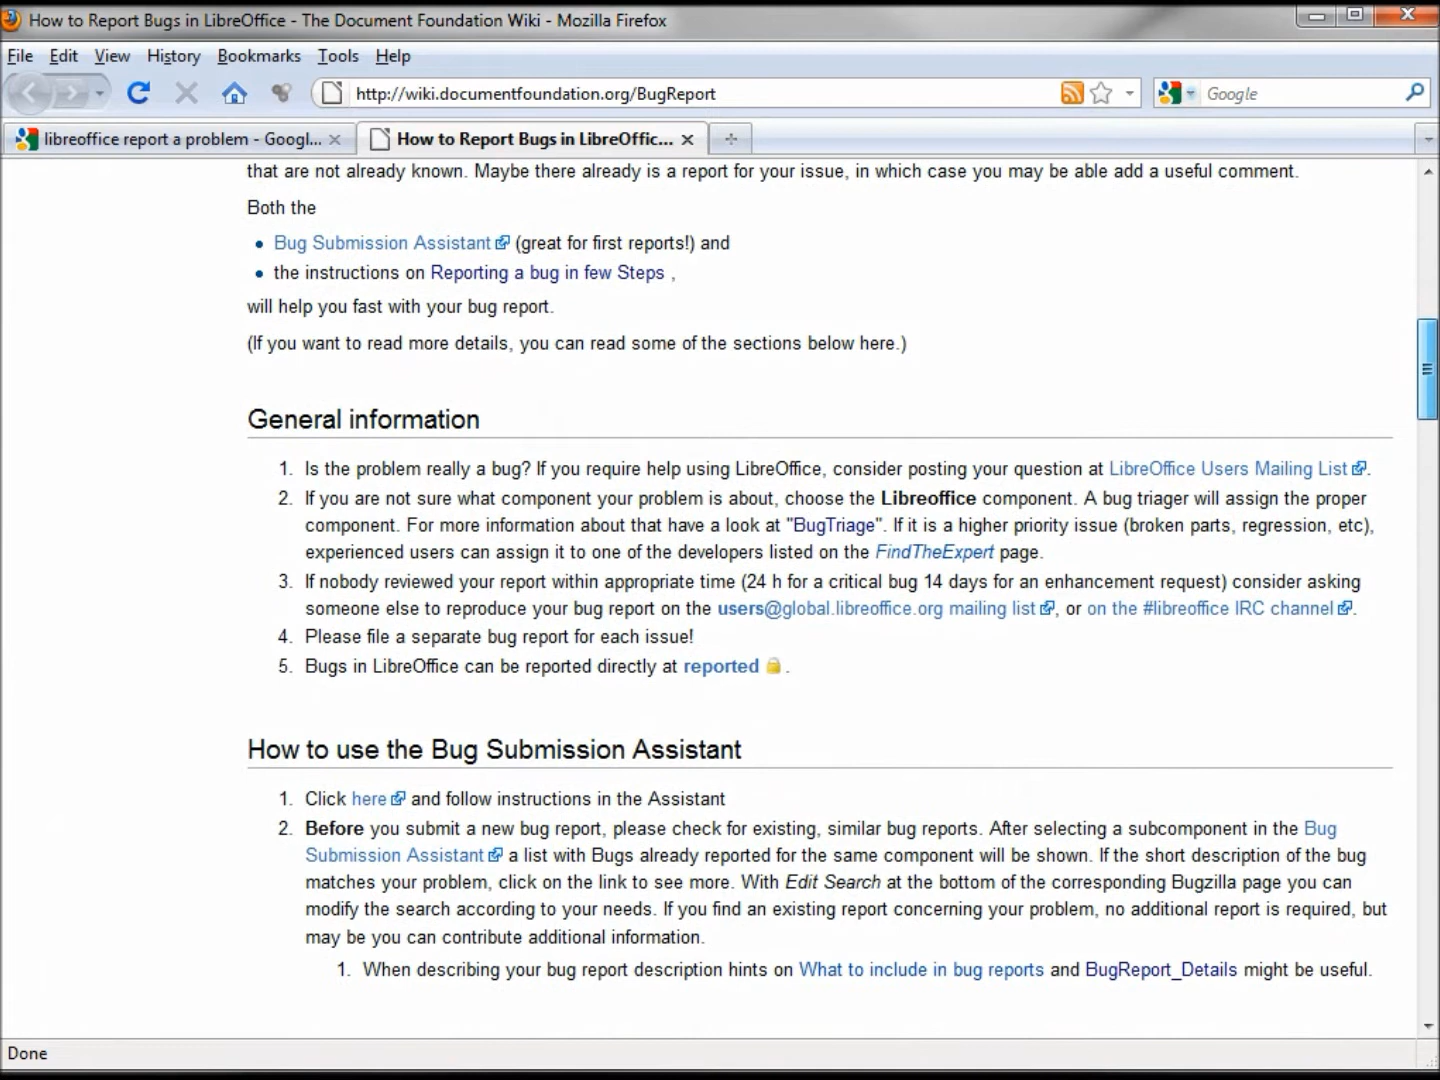 How to Report Bugs in LibreOffice - The Document Foundation Wiki - Mozilla Firefox
File Edit View History Bookmarks Tools Help
http://wiki.documentfoundation.org/BugReport
Google
libreoffice report a problem - Googl...
How to Report Bugs in LibreOffic...
that are not already known. Maybe there already is a report for your issue, in which case you may be able add a useful comment.
Both the
• Bug Submission Assistant (great for first reports!) and
• the instructions on Reporting a bug in few Steps ,
will help you fast with your bug report.
(If you want to read more details, you can read some of the sections below here.)
General information
1. Is the problem really a bug? If you require help using LibreOffice, consider posting your question at LibreOffice Users Mailing List.
2. If you are not sure what component your problem is about, choose the Libreoffice component. A bug triager will assign the proper
component. For more information about that have a look at "BugTriage". If it is a higher priority issue (broken parts, regression, etc),
experienced users can assign it to one of the developers listed on the FindTheExpert page.
3. If nobody reviewed your report within appropriate time (24 h for a critical bug 14 days for an enhancement request) consider asking
someone else to reproduce your bug report on the users@global.libreoffice.org mailing list, or on the #libreoffice IRC channel.
4. Please file a separate bug report for each issue!
5. Bugs in LibreOffice can be reported directly at reported .
How to use the Bug Submission Assistant
1. Click here and follow instructions in the Assistant
2. Before you submit a new bug report, please check for existing, similar bug reports. After selecting a subcomponent in the Bug
Submission Assistant a list with Bugs already reported for the same component will be shown. If the short description of the bug
matches your problem, click on the link to see more. With Edit Search at the bottom of the corresponding Bugzilla page you can
modify the search according to your needs. If you find an existing report concerning your problem, no additional report is required, but
may be you can contribute additional information.
1. When describing your bug report description hints on What to include in bug reports and BugReport_Details might be useful.
Done